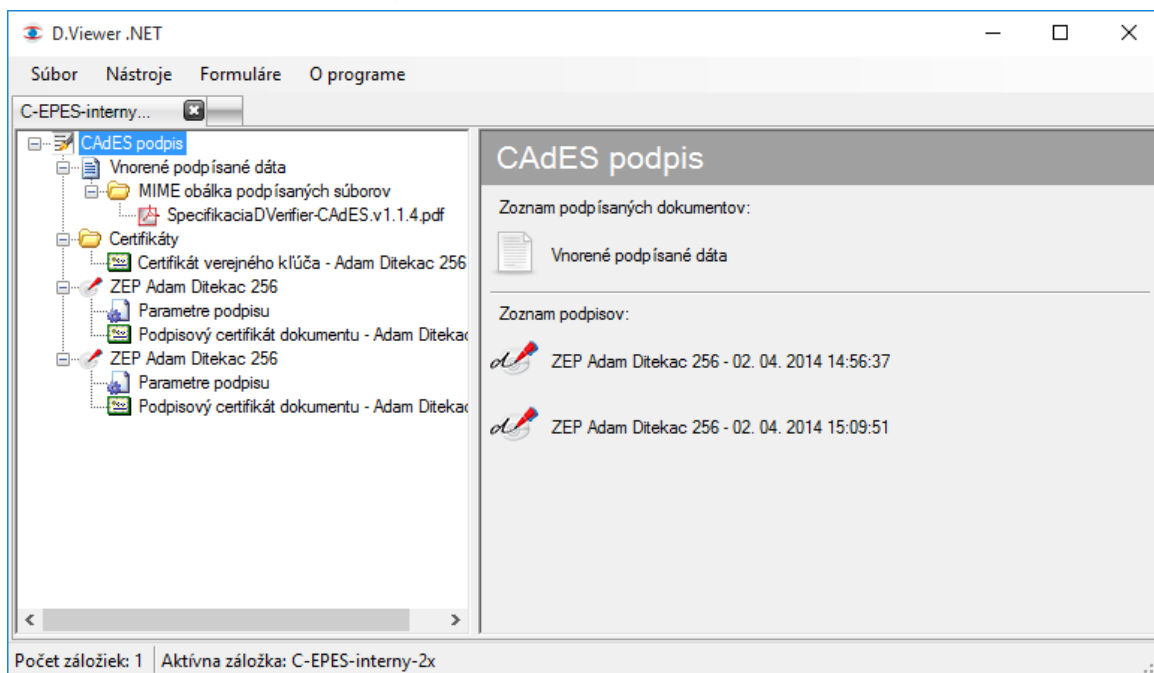 D.Viewer .NET
Súbor Nástroje Formuláre O programe
C-EPES-interny...
CAdES podpis
Vnorené podpísané dáta
MIME obálka podpísaných súborov
SpecifikaciaDVerifier-CAdES.v1.1.4.pdf
Certifikáty
Certifikát verejného kľúča - Adam Ditekac 256
ZEP Adam Ditekac 256
Parametre podpisu
Podpisový certifikát dokumentu - Adam Ditekac
ZEP Adam Ditekac 256
Parametre podpisu
Podpisový certifikát dokumentu - Adam Ditekac
CAdES podpis
Zoznam podpísaných dokumentov:
Vnorené podpísané dáta
Zoznam podpisov:
ZEP Adam Ditekac 256 - 02. 04. 2014 14:56:37
ZEP Adam Ditekac 256 - 02. 04. 2014 15:09:51
Počet záložiek: 1 Aktívna záložka: C-EPES-interny-2x